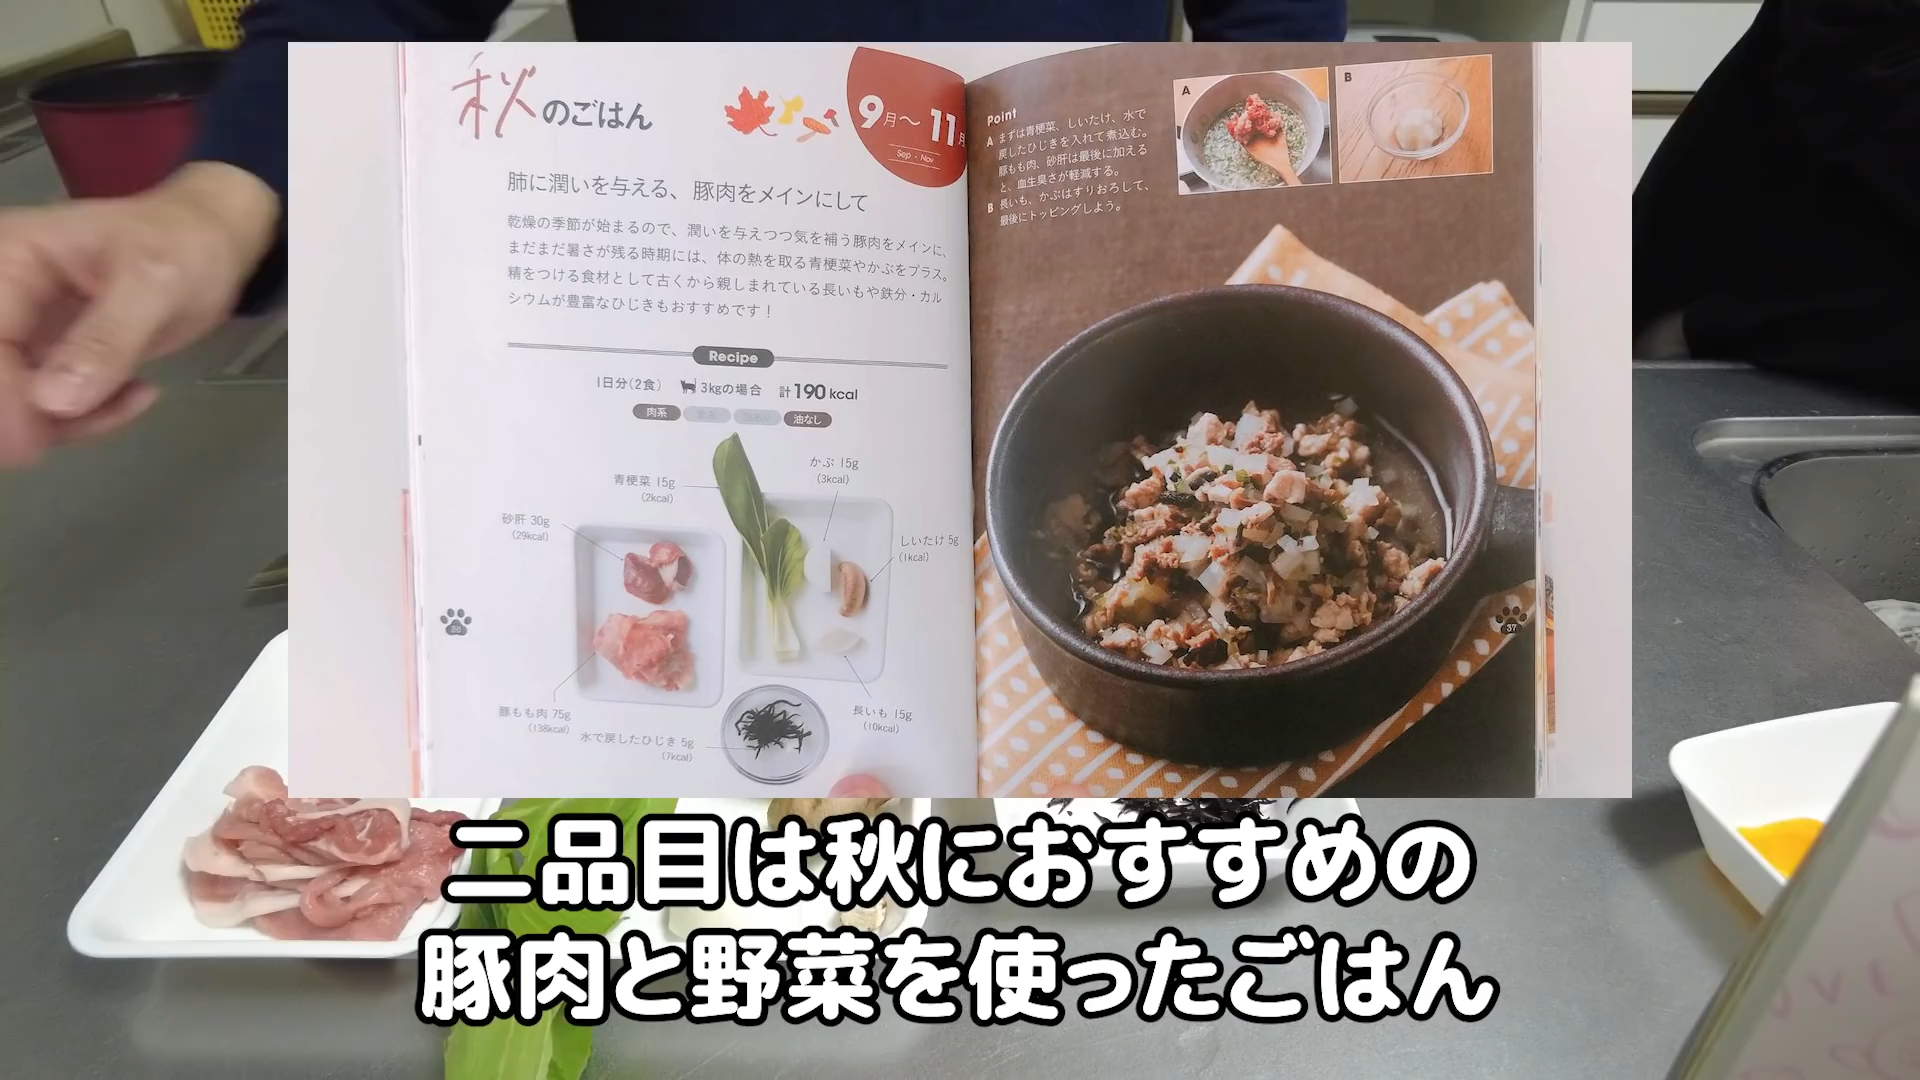 秋のごはん
9月～11月
Sep - Nov
肺に潤いを与える、豚肉をメインにして
乾燥の季節が始まるので、潤いを与えつつ気を補う豚肉をメインに、
まだまだ暑さが残る時期には、体の熱を取る青梗菜やかぶをプラス。
精をつける食材として古くから親しまれている長いもや鉄分・カル
シウムが豊富なひじきもおすすめです！
Recipe
1日分（2食） 3kgの場合 計190kcal
肉系
油なし
青梗菜 15g
（2kcal）
かぶ 15g
（3kcal）
砂肝 30g
（29kcal）
しいたけ 5g
（1kcal）
豚もも肉 75g
（138kcal）
水で戻したひじき 5g
（7kcal）
長いも 15g
（10kcal）
Point
A まずは青梗菜、しいたけ、水で
戻したひじきを入れて煮込む。
豚もも肉、砂肝は最後に加える
と、血生臭さが軽減する。
B 長いも、かぶはすりおろして、
最後にトッピングしよう。
A
B
37
二品目は秋におすすめの
豚肉と野菜を使ったごはん